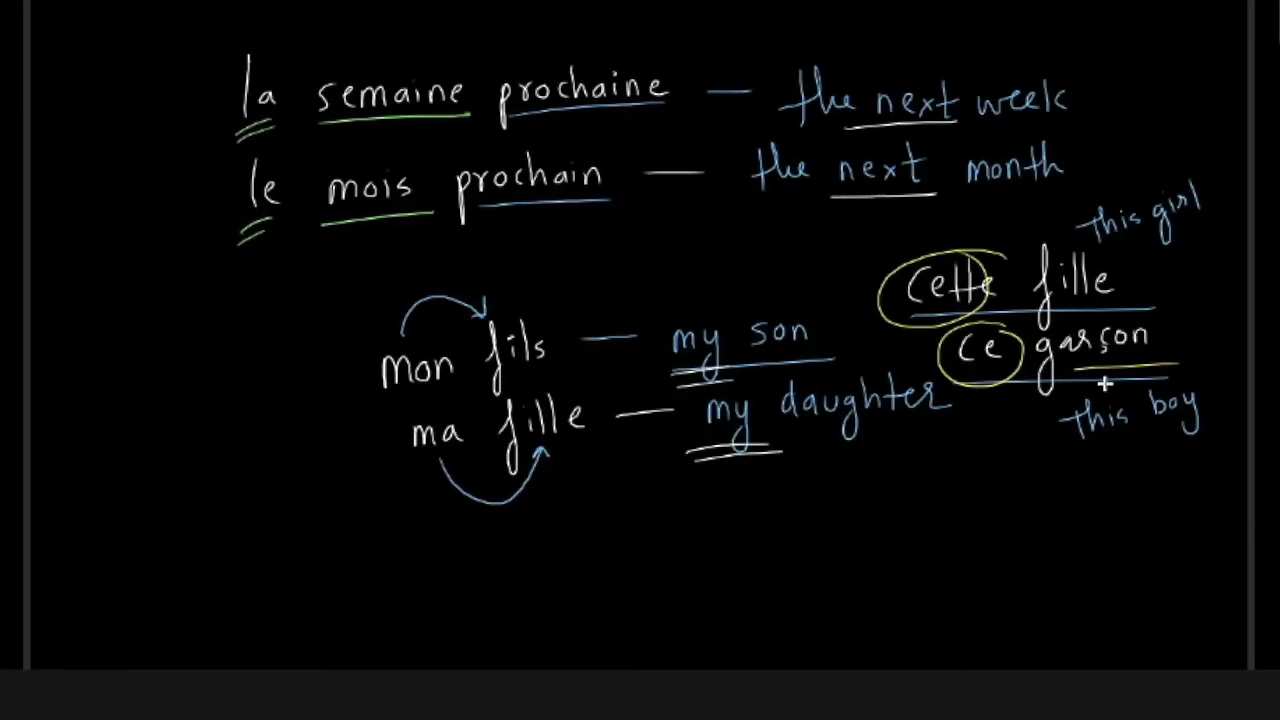 la semaine prochaine — the next week
le mois prochain — the next month
this girl
cette fille
mon fils — my son
ce garçon
ma fille — my daughter
this boy